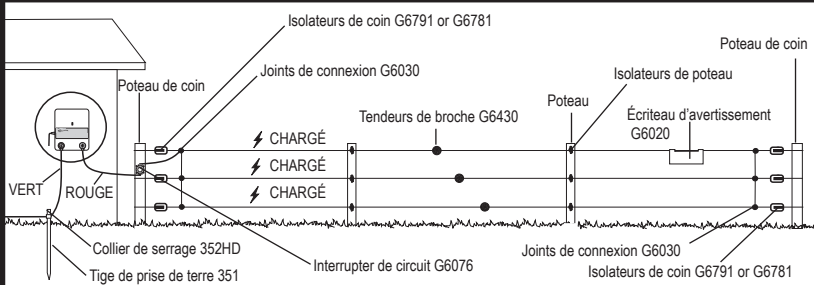 Isolateurs de coin G6791 or G6781
Poteau de coin
Joints de connexion G6030
Isolateurs de poteau
Poteau de coin
Tendeurs de broche G6430
Poteau
Écriteau d'avertissement
G6020
CHARGÉ
CHARGÉ
CHARGÉ
VERT
ROUGE
Collier de serrage 352HD
Interrupter de circuit G6076
Joints de connexion G6030
Tige de prise de terre 351
Isolateurs de coin G6791 or G6781